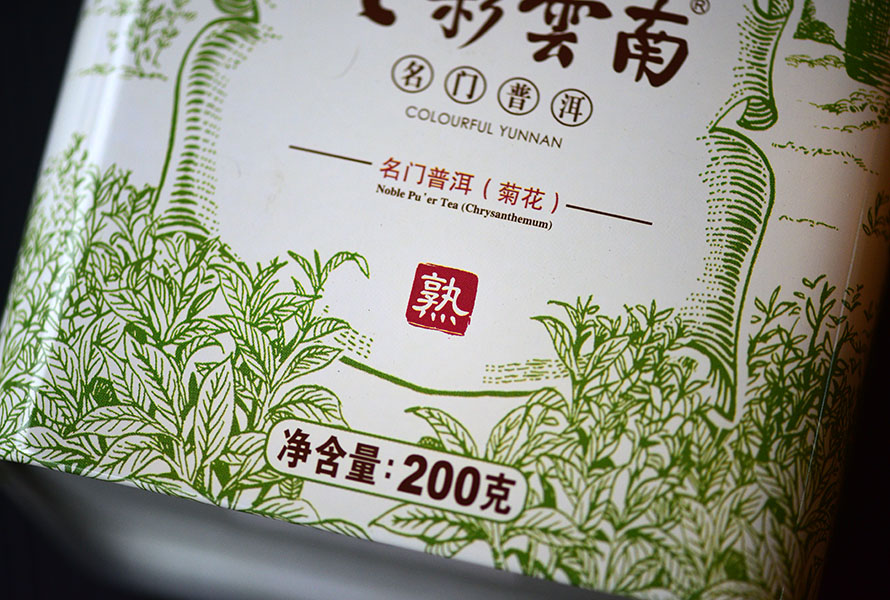 彩雲南®
名门普洱
COLOURFUL YUNNAN
名门普洱(菊花)
Noble Pu'er Tea (Chrysanthemum)
熟
净含量:200克